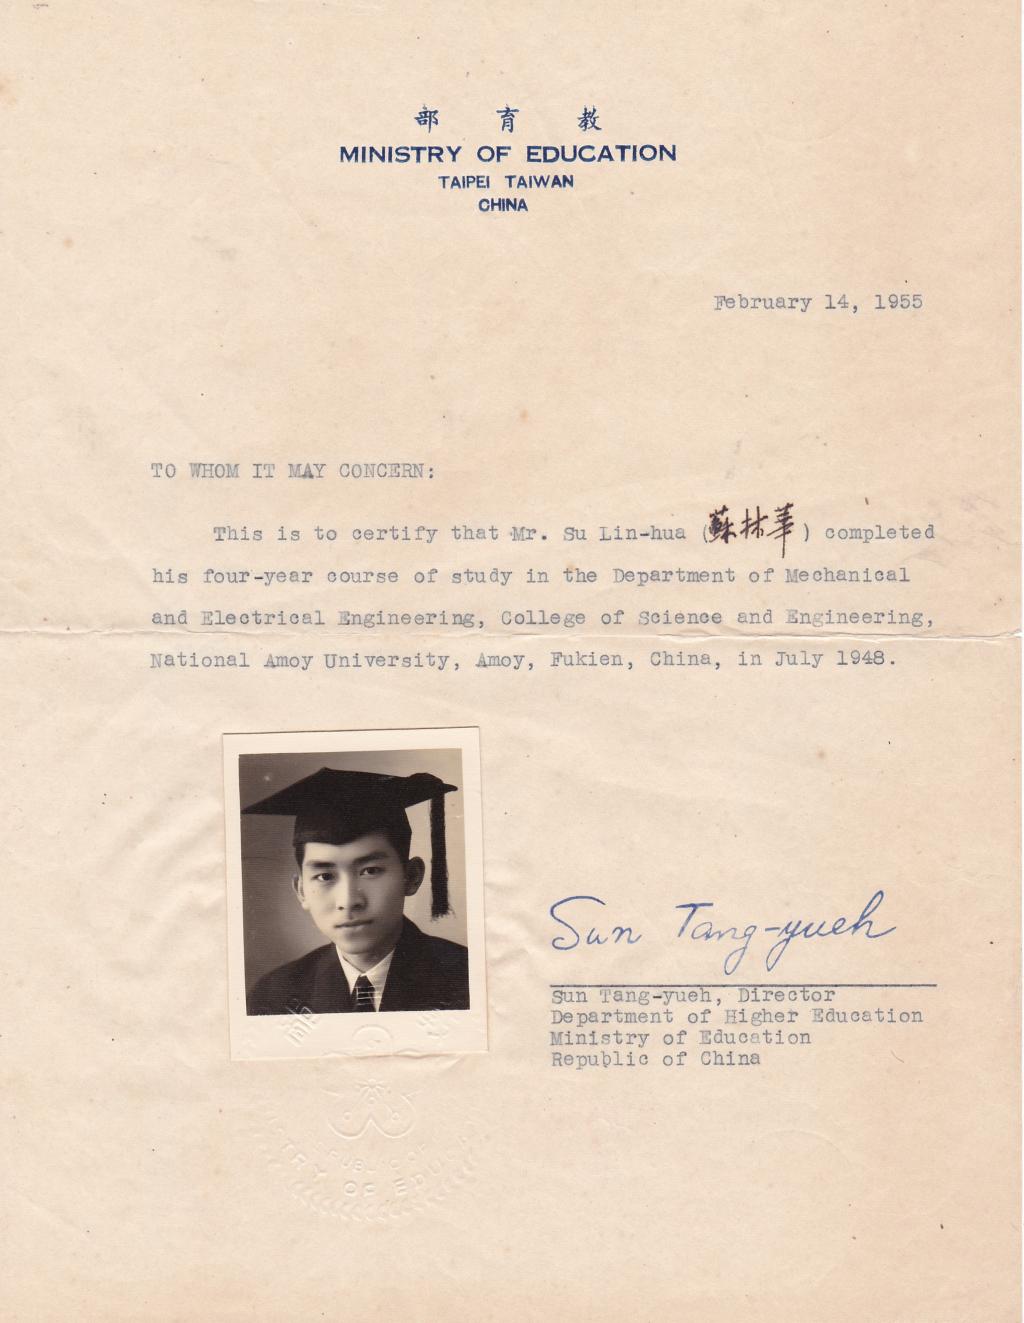 教育部
MINISTRY OF EDUCATION
TAIPEI TAIWAN
CHINA
February 14, 1955
TO WHOM IT MAY CONCERN:
This is to certify that Mr. Su Lin-hua (蘇林華) completed
his four-year course of study in the Department of Mechanical
and Electrical Engineering, College of Science and Engineering,
National Amoy University, Amoy, Fukien, China, in July 1948.
Sun Tang-yueh
Sun Tang-yueh, Director
Department of Higher Education
Ministry of Education
Republic of China